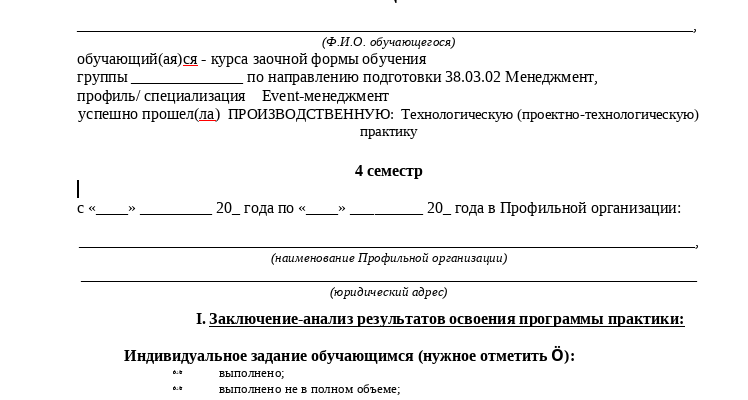 ____________________________________________________________________________,
(Ф.И.О. обучающегося)
обучающий(ая)ся - курса заочной формы обучения
группы ______________ по направлению подготовки 38.03.02 Менеджмент,
профиль/ специализация Event-менеджмент
успешно прошел(ла) ПРОИЗВОДСТВЕННУЮ: Технологическую (проектно-технологическую)
практику
4 семестр
с «____» _________ 20_ года по «____» _________ 20_ года в Профильной организации:
____________________________________________________________________________,
(наименование Профильной организации)
____________________________________________________________________________
(юридический адрес)
I. Заключение-анализ результатов освоения программы практики:
Индивидуальное задание обучающимся (нужное отметить Ö):
выполнено;
выполнено не в полном объеме;